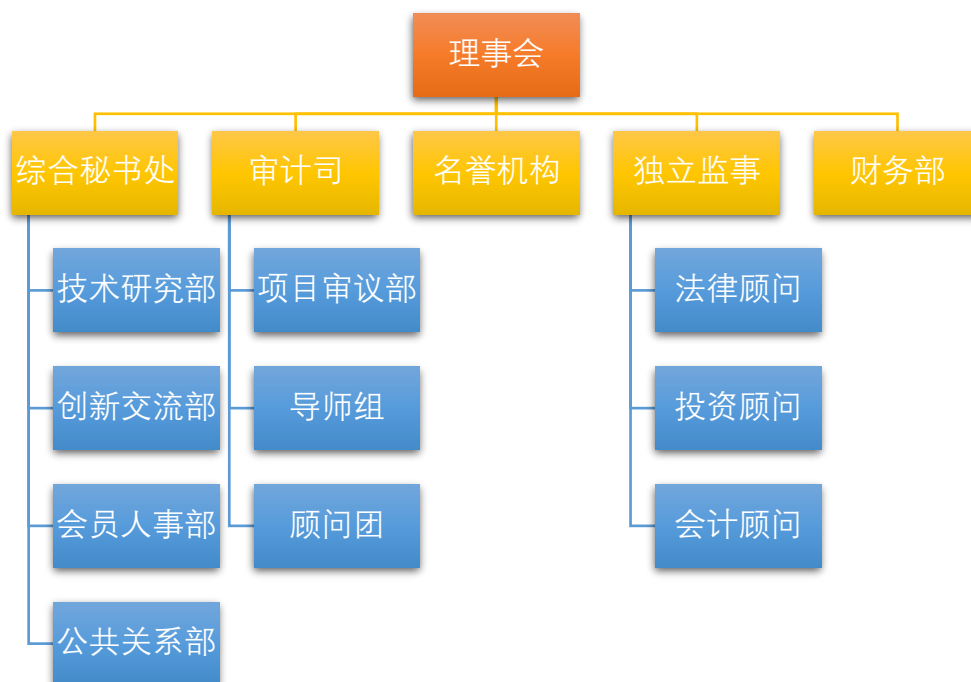 理事会
综合秘书处
审计司
名誉机构
独立监事
财务部
技术研究部
项目审议部
法律顾问
创新交流部
导师组
投资顾问
会员人事部
顾问团
会计顾问
公共关系部